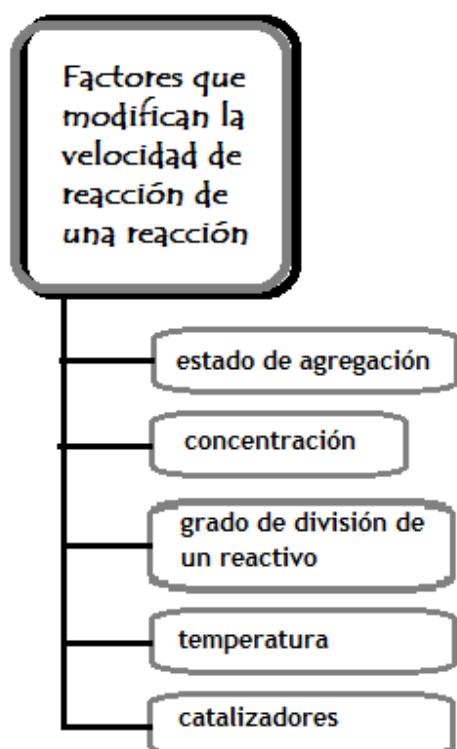 Factores que
modifican la
velocidad de
reacción de
una reacción
estado de agregación
concentración
grado de división de
un reactivo
temperatura
catalizadores